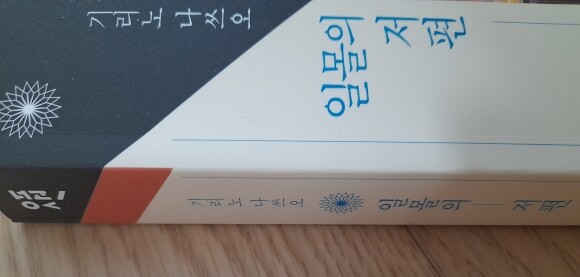 기리노 나쓰오
일몰의
저편
기리노 나쓰오
일몰의 저편